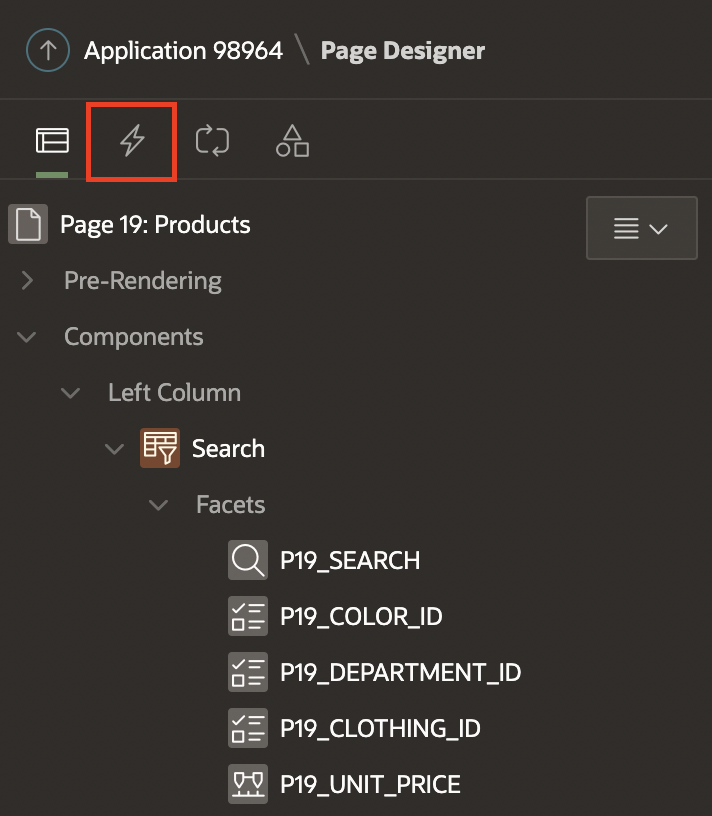 Application 98964 \ Page Designer
Page 19: Products
Pre-Rendering
Components
Left Column
Search
Facets
P19_SEARCH
P19_COLOR_ID
P19_DEPARTMENT_ID
P19_CLOTHING_ID
P19_UNIT_PRICE